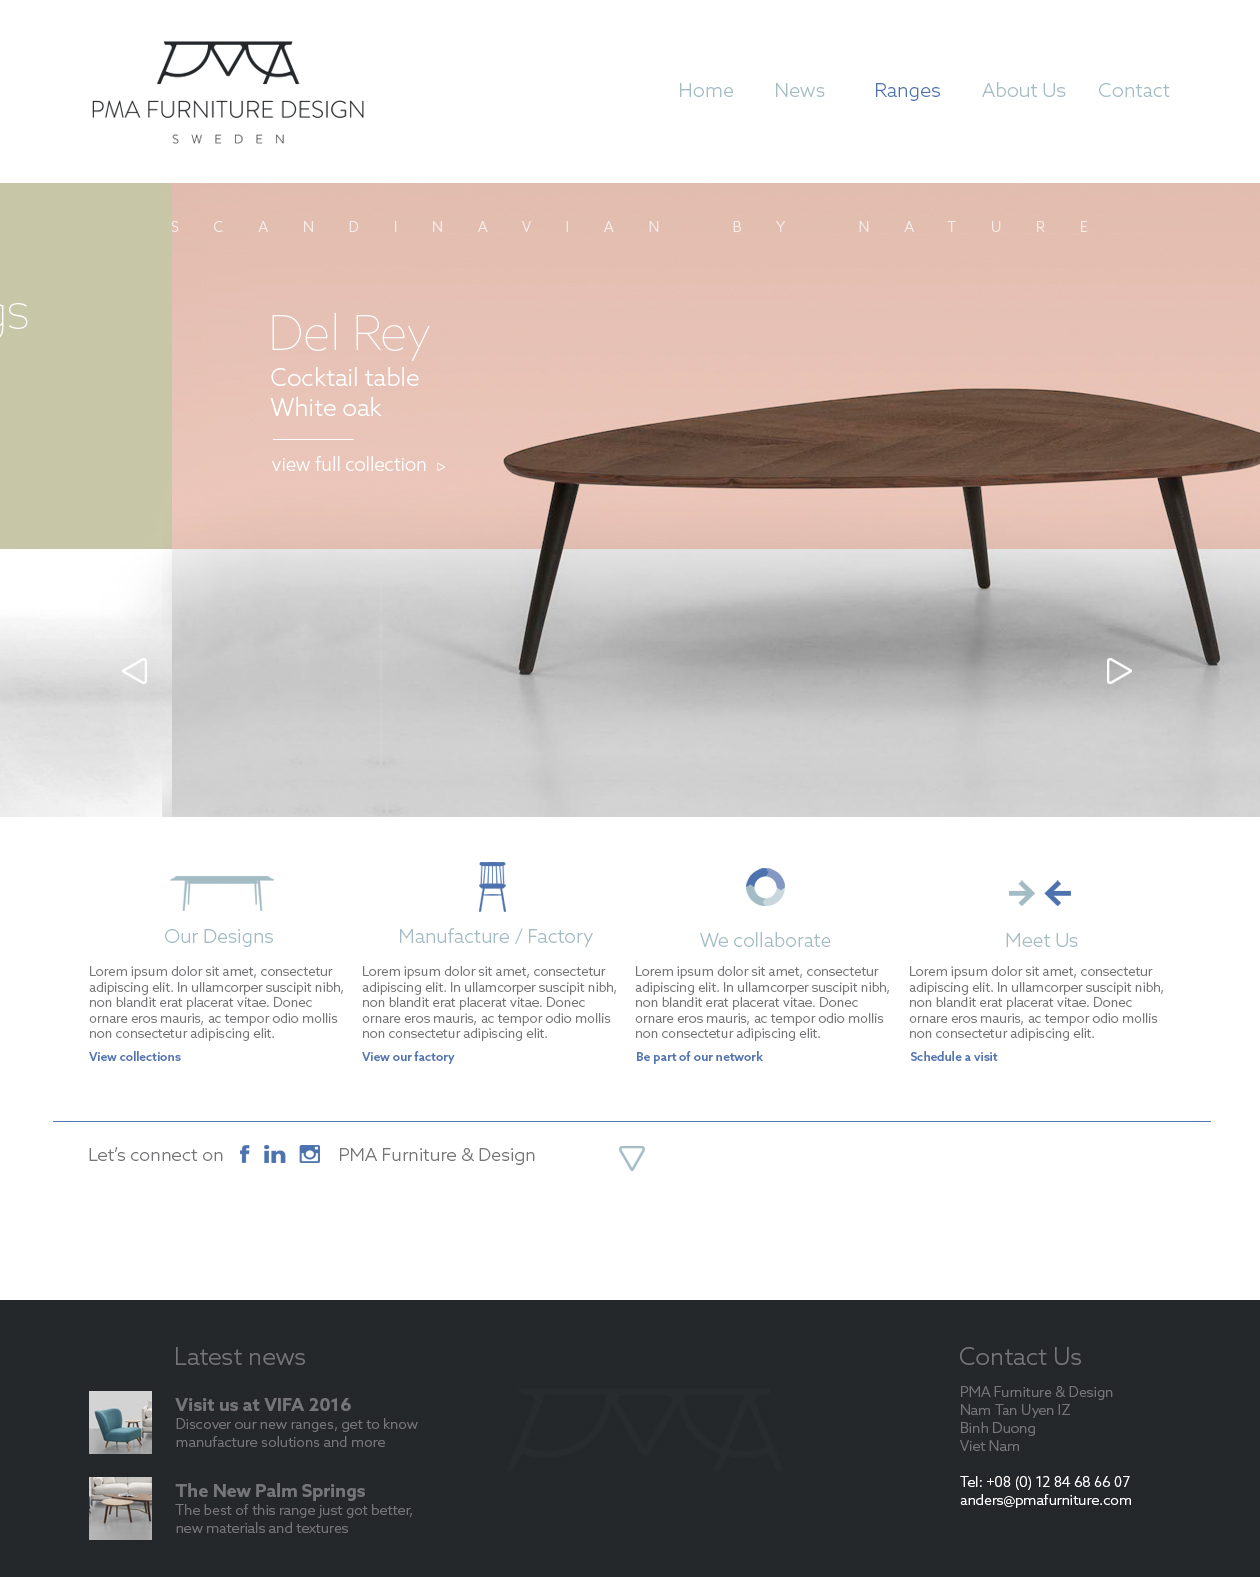 PMA
PMA FURNITURE DESIGN
SWEDEN
Home News Ranges About Us Contact
SCANDINAVIAN BY NATURE
gs
Del Rey
Cocktail table
White oak
view full collection
Our Designs
Lorem ipsum dolor sit amet, consectetur
adipiscing elit. In ullamcorper suscipit nibh,
non blandit erat placerat vitae. Donec
ornare eros mauris, ac tempor odio mollis
non consectetur adipiscing elit.
View collections
Manufacture / Factory
Lorem ipsum dolor sit amet, consectetur
adipiscing elit. In ullamcorper suscipit nibh,
non blandit erat placerat vitae. Donec
ornare eros mauris, ac tempor odio mollis
non consectetur adipiscing elit.
View our factory
We collaborate
Lorem ipsum dolor sit amet, consectetur
adipiscing elit. In ullamcorper suscipit nibh,
non blandit erat placerat vitae. Donec
ornare eros mauris, ac tempor odio mollis
non consectetur adipiscing elit.
Be part of our network
Meet Us
Lorem ipsum dolor sit amet, consectetur
adipiscing elit. In ullamcorper suscipit nibh,
non blandit erat placerat vitae. Donec
ornare eros mauris, ac tempor odio mollis
non consectetur adipiscing elit.
Schedule a visit
Let's connect on f in PMA Furniture & Design
Latest news
Visit us at VIFA 2016
Discover our new ranges, get to know
manufacture solutions and more
The New Palm Springs
The best of this range just got better,
new materials and textures
PMA
Contact Us
PMA Furniture & Design
Nam Tan Uyen IZ
Binh Duong
Viet Nam
Tel: +08 (0) 12 84 68 66 07
anders@pmafurniture.com